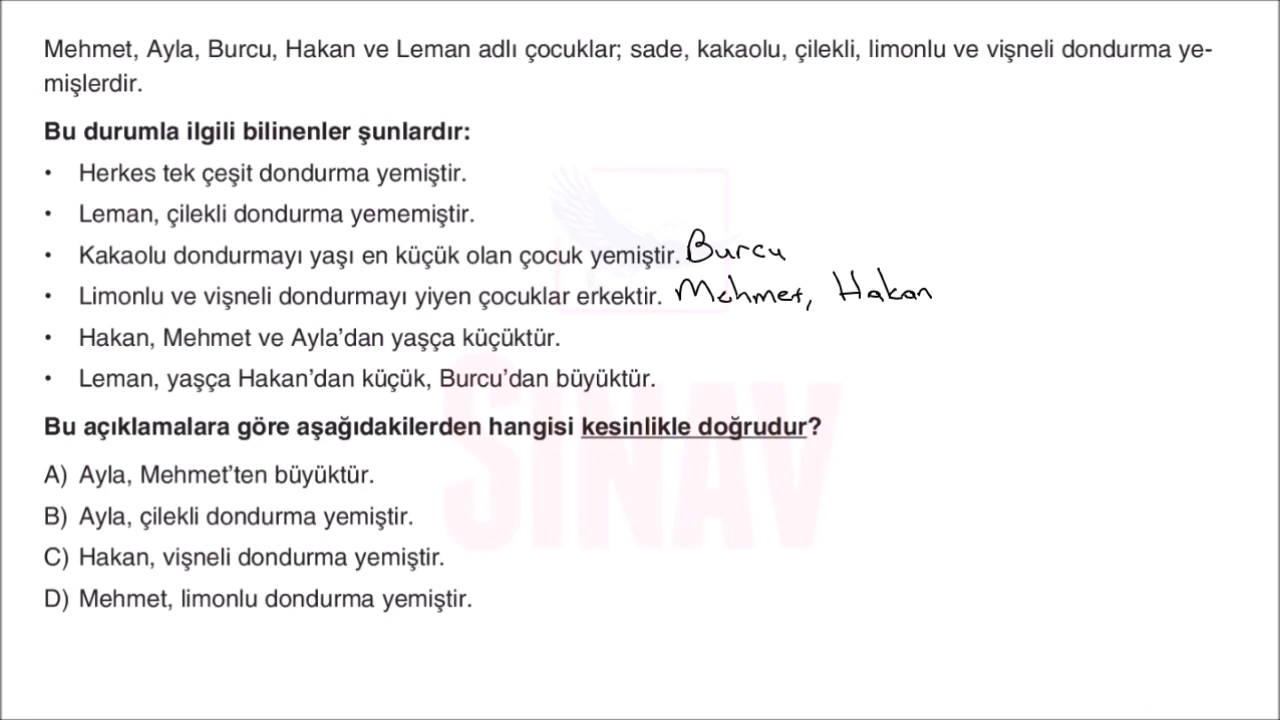 Mehmet, Ayla, Burcu, Hakan ve Leman adlı çocuklar; sade, kakaolu, çilekli, limonlu ve vişneli dondurma ye-
mişlerdir.
Bu durumla ilgili bilinenler şunlardır:
• Herkes tek çeşit dondurma yemiştir.
• Leman, çilekli dondurma yememiştir.
• Kakaolu dondurmayı yaşı en küçük olan çocuk yemiştir. Burcu
• Limonlu ve vişneli dondurmayı yiyen çocuklar erkektir. Mehmet, Hakan
• Hakan, Mehmet ve Ayla’dan yaşça küçüktür.
• Leman, yaşça Hakan’dan küçük, Burcu’dan büyüktür.
Bu açıklamalara göre aşağıdakilerden hangisi kesinlikle doğrudur?
A) Ayla, Mehmet’ten büyüktür.
B) Ayla, çilekli dondurma yemiştir.
C) Hakan, vişneli dondurma yemiştir.
D) Mehmet, limonlu dondurma yemiştir.
SINAV